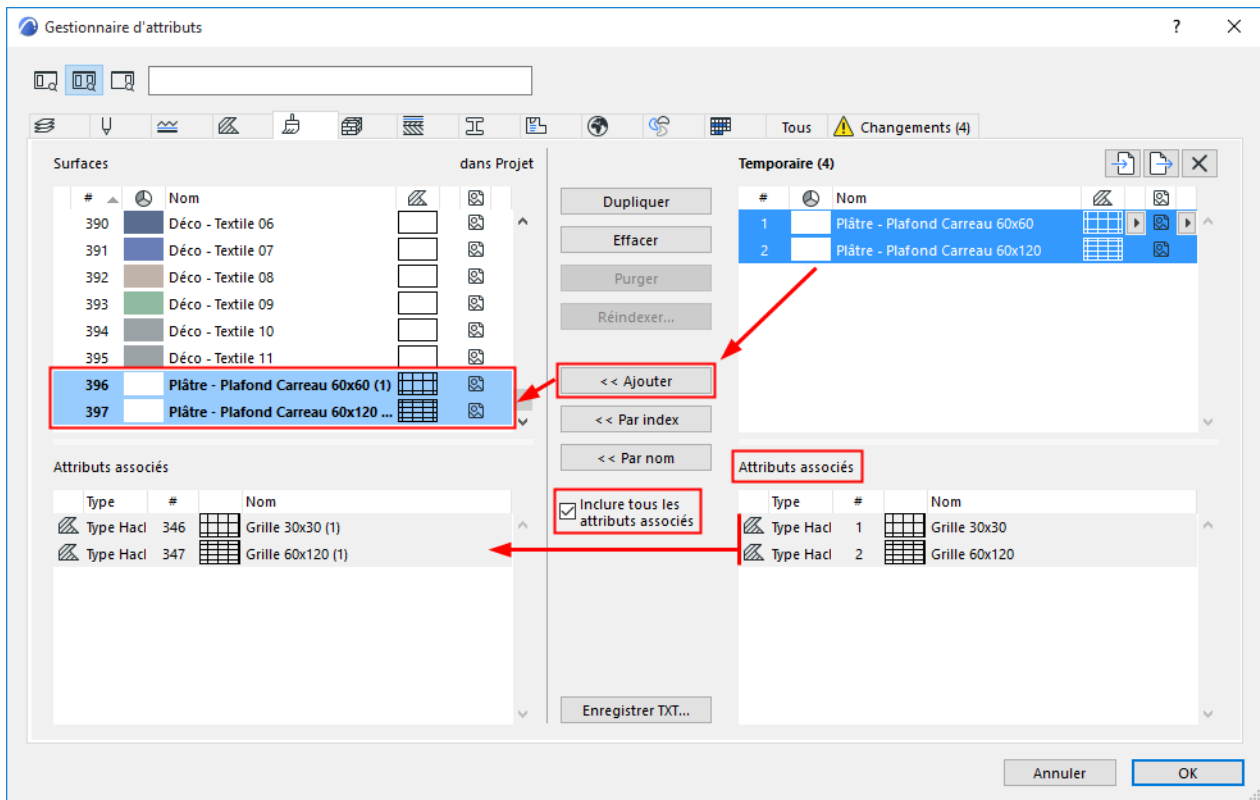 Gestionnaire d'attributs
?
Tous
Changements (4)
Surfaces
dans Projet
# Nom
390 Déco - Textile 06
391 Déco - Textile 07
392 Déco - Textile 08
393 Déco - Textile 09
394 Déco - Textile 10
395 Déco - Textile 11
396 Plâtre - Plafond Carreau 60x60 (1)
397 Plâtre - Plafond Carreau 60x120 ...
Attributs associés
Type # Nom
Type Hacl 346 Grille 30x30 (1)
Type Hacl 347 Grille 60x120 (1)
Dupliquer
Effacer
Purger
Réindexer...
<< Ajouter
<< Par index
<< Par nom
Inclure tous les
attributs associés
Enregistrer TXT...
Temporaire (4)
# Nom
1 Plâtre - Plafond Carreau 60x60
2 Plâtre - Plafond Carreau 60x120
Attributs associés
Type # Nom
Type Hacl 1 Grille 30x30
Type Hacl 2 Grille 60x120
Annuler
OK